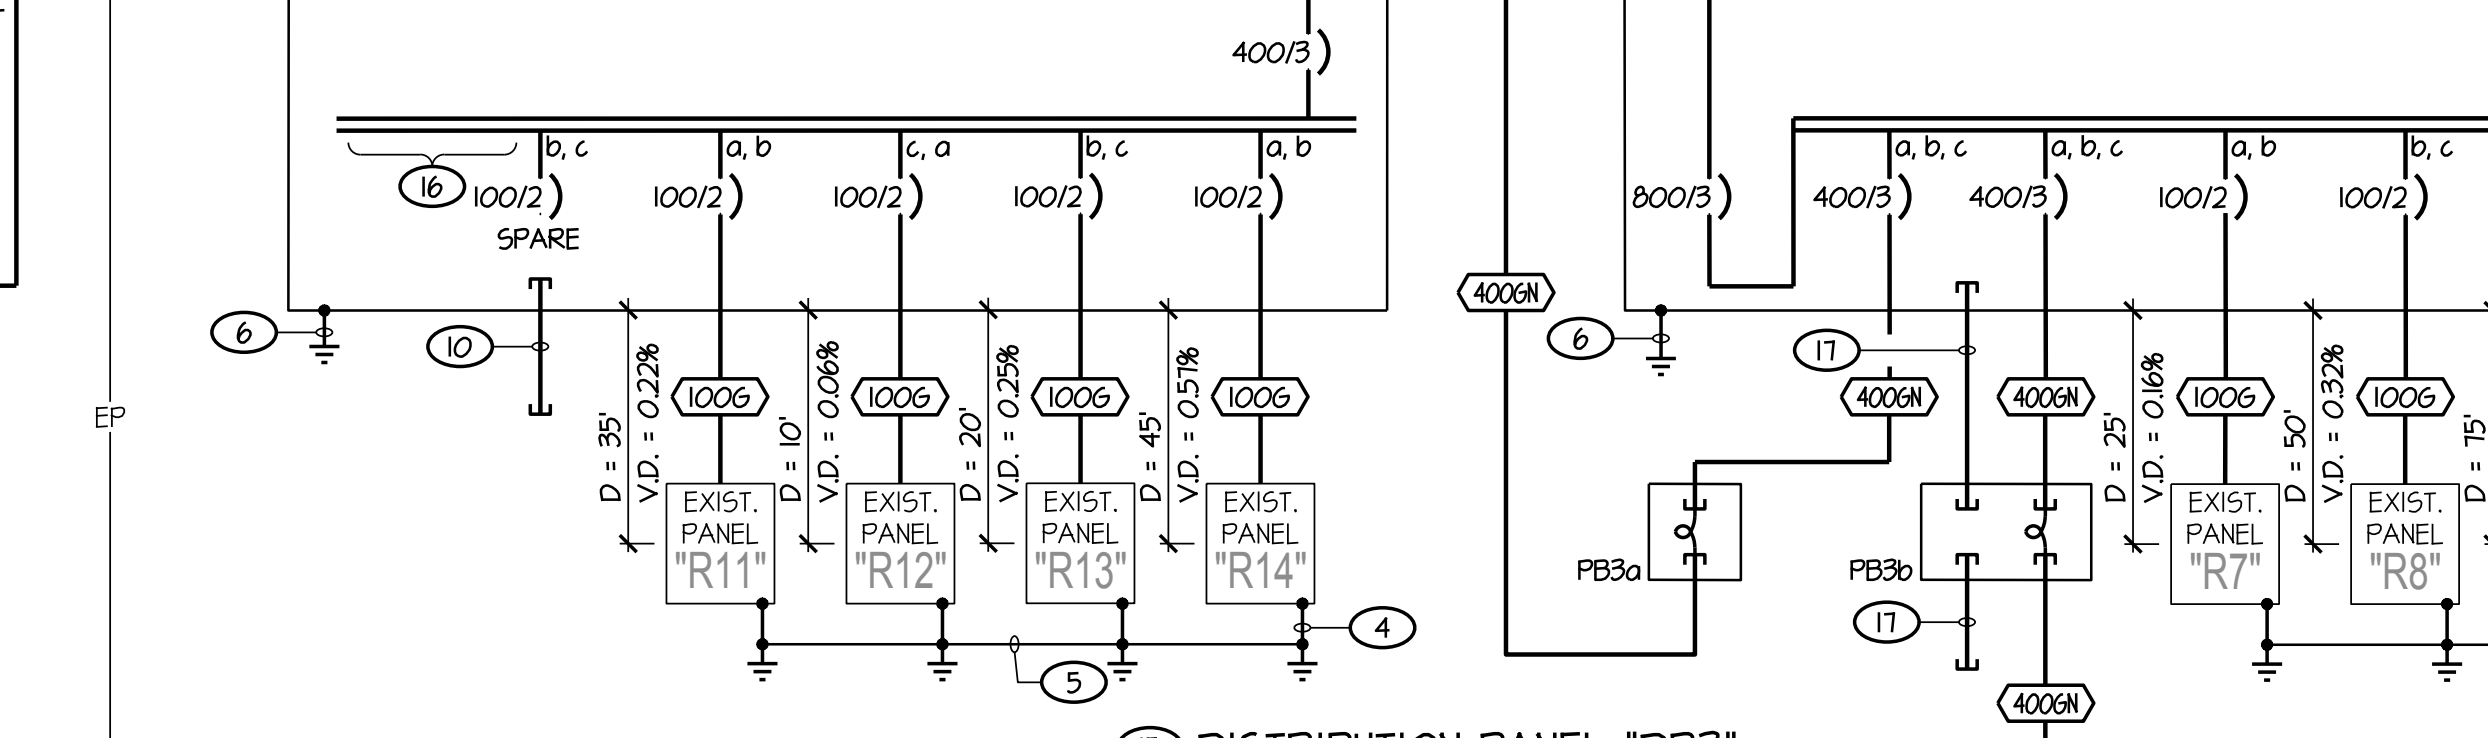 400/3
b, c
a, b
c, a
b, c
a, b
a, b, c
a, b, c
a, b
b, c
16
100/2
100/2
100/2
100/2
100/2
800/3
400/3
400/3
100/2
100/2
SPARE
400GN
6
10
6
17
D = 35'
V.D. = 0.22%
100G
D = 10'
V.D. = 0.06%
100G
D = 20'
V.D. = 0.25%
100G
D = 45'
V.D. = 0.57%
100G
400GN
400GN
D = 25'
V.D. = 0.16%
100G
D = 50'
V.D. = 0.32%
100G
D = 75'
EP
EXIST.
PANEL
"R11"
EXIST.
PANEL
"R12"
EXIST.
PANEL
"R13"
EXIST.
PANEL
"R14"
PB3a
PB3b
EXIST.
PANEL
"R7"
EXIST.
PANEL
"R8"
4
17
5
400GN
DISTRIBUTION PANEL